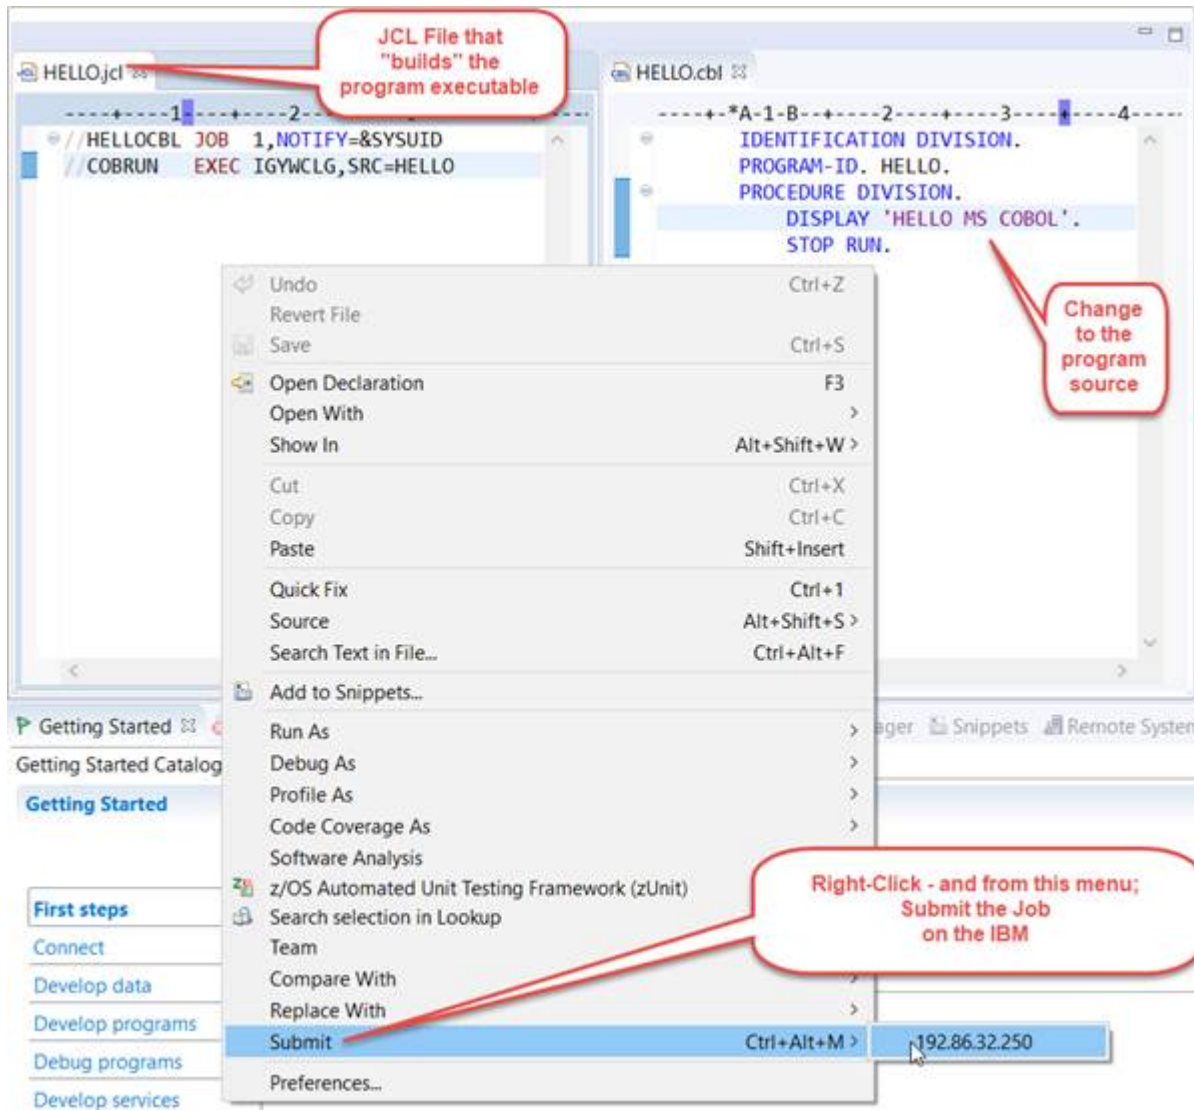 JCL File that
"builds" the
program executable
HELLO.jcl
HELLO.cbl
----+----1----+----2----
----+-*A-1-B--+----2----+----3----+----4----
//HELLOCBL JOB 1,NOTIFY=&SYSUID
//COBRUN EXEC IGYWCLG,SRC=HELLO
IDENTIFICATION DIVISION.
PROGRAM-ID. HELLO.
PROCEDURE DIVISION.
DISPLAY 'HELLO MS COBOL'.
STOP RUN.
Change
to the
program
source
Undo Ctrl+Z
Revert File
Save Ctrl+S
Open Declaration F3
Open With
Show In Alt+Shift+W
Cut Ctrl+X
Copy Ctrl+C
Paste Shift+Insert
Quick Fix Ctrl+1
Source Alt+Shift+S
Search Text in File... Ctrl+Alt+F
Add to Snippets...
Run As
Debug As
Profile As
Code Coverage As
Software Analysis
z/OS Automated Unit Testing Framework (zUnit)
Search selection in Lookup
Team
Compare With
Replace With
Submit Ctrl+Alt+M
192.86.32.250
Preferences...
Right-Click - and from this menu;
Submit the Job
on the IBM
Getting Started
Snippets
Remote System
Getting Started Catalog
Getting Started
First steps
Connect
Develop data
Develop programs
Debug programs
Develop services